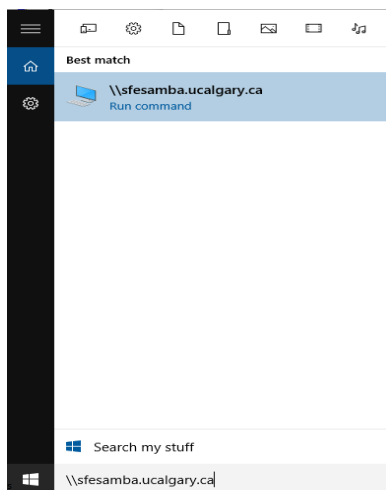 Best match
\\sfesamba.ucalgary.ca
Run command
Search my stuff
\\sfesamba.ucalgary.ca